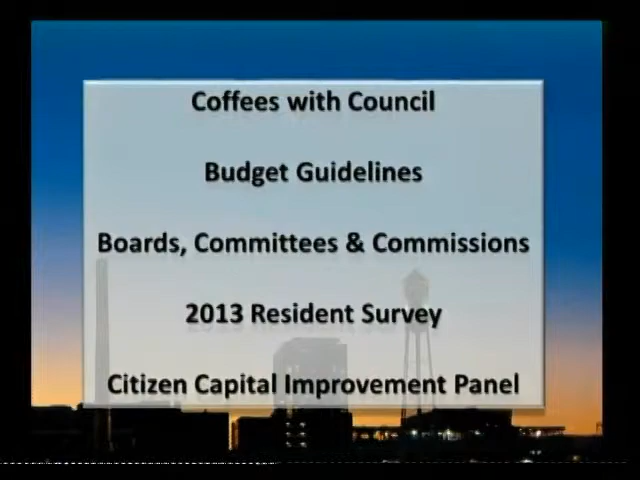 Coffees with Council
Budget Guidelines
Boards, Committees & Commissions
2013 Resident Survey
Citizen Capital Improvement Panel